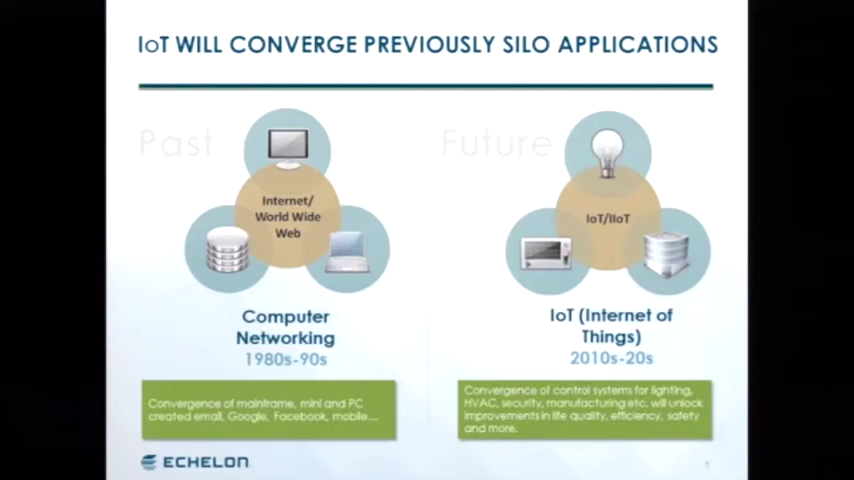 IoT WILL CONVERGE PREVIOUSLY SILO APPLICATIONS
Past
Internet/
World Wide
Web
Computer
Networking
1980s-90s
Convergence of mainframe, mini and PC
created email, Google, Facebook, mobile....
Future
IoT/IIoT
IoT (Internet of
Things)
2010s-20s
Convergence of control systems for lighting,
HVAC, security, manufacturing etc. will unlock
improvements in life quality, efficiency, safety
and more.
ECHELON
5